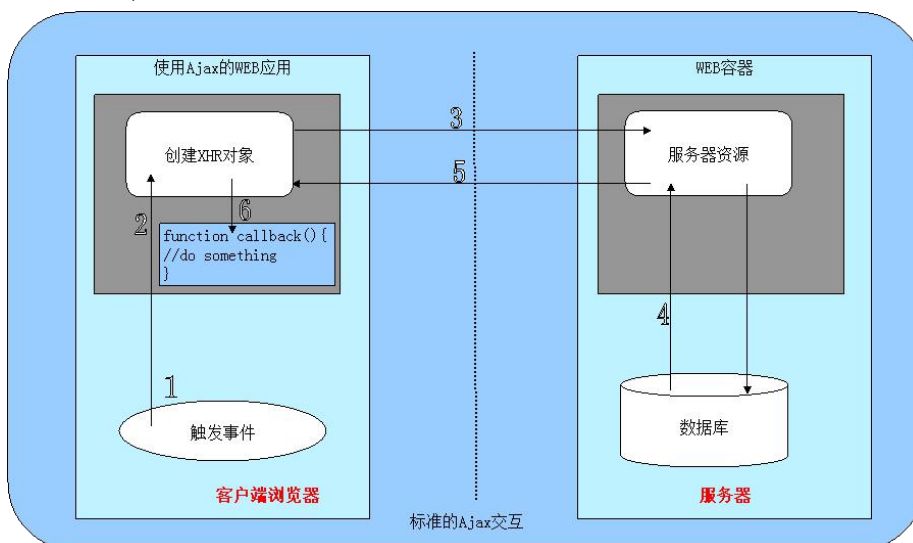 使用Ajax的WEB应用
WEB容器
创建XHR对象
3
服务器资源
5
2
6
function callback(){
//do something
}
4
1
触发事件
数据库
客户端浏览器
服务器
标准的Ajax交互